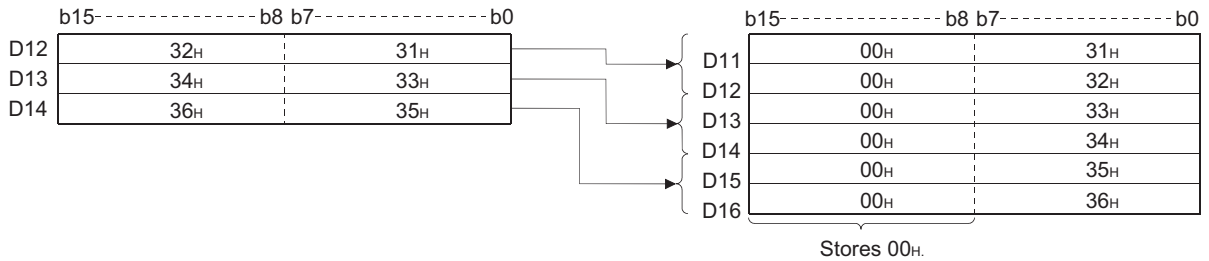 b15 b8 b7 b0
D12 32H 31H
D13 34H 33H
D14 36H 35H
b15 b8 b7 b0
D11 00H 31H
D12 00H 32H
D13 00H 33H
D14 00H 34H
D15 00H 35H
D16 00H 36H
Stores 00H.